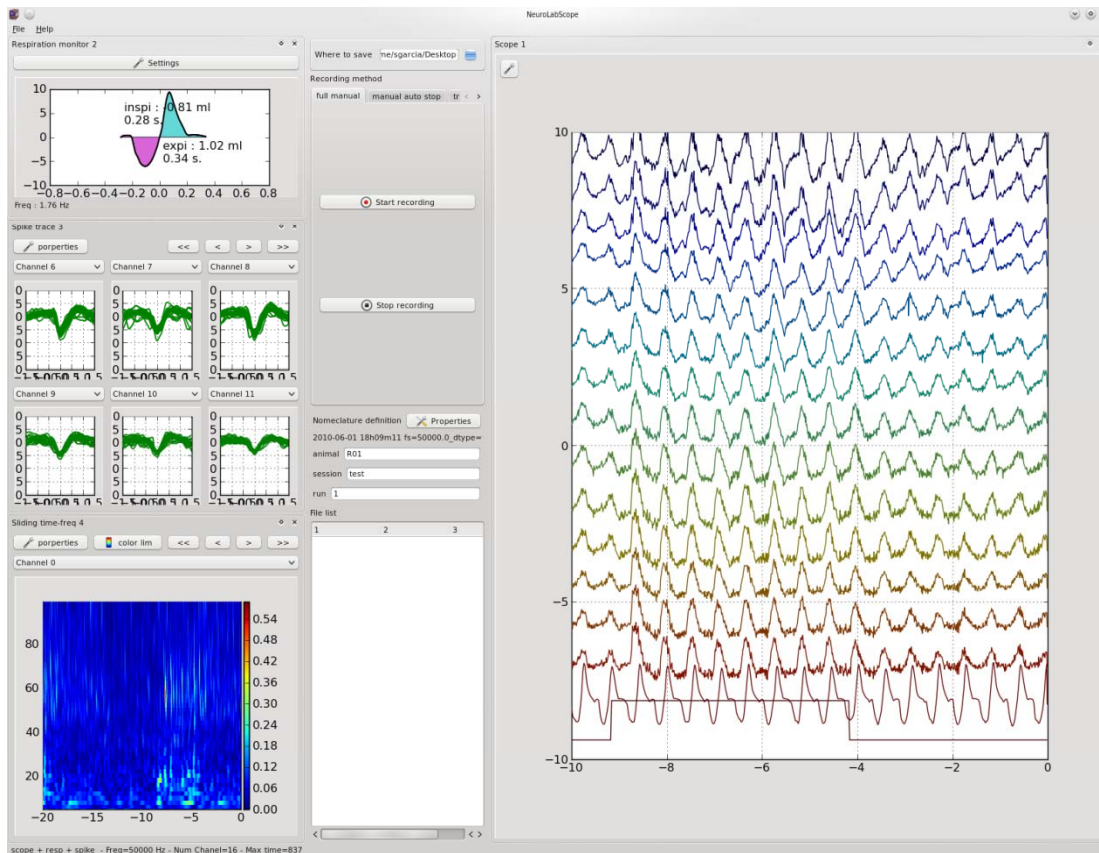 NeuroLabScope
File Help
Respiration monitor 2
Settings
10
5
0
−5
−10
inspi : -0.81 ml
0.28 s.
expi : 1.02 ml
0.34 s.
−0.8 −0.6 −0.4 −0.2 0.0 0.2 0.4 0.6 0.8
Freq : 1.76 Hz
Spike trace 3
porperties << < > >>
Channel 6 Channel 7 Channel 8
Channel 9 Channel 10 Channel 11
Sliding time-freq 4
porperties color lim << < > >>
Channel 0
80
60
40
20
−20 −15 −10 −5 0
0.54
0.48
0.42
0.36
0.30
0.24
0.18
0.12
0.06
0.00
Where to save me/sgarcia/Desktop
Recording method
full manual manual auto stop tr < >
Start recording
Stop recording
Nomeclature definition Properties
2010-06-01 18h09m11 fs=50000.0_dtype=
animal R01
session test
run 1
File list
1 2 3
Scope 1
10
5
0
−5
−10
−10 −8 −6 −4 −2 0
scope + resp + spike - Freq=50000 Hz - Num Chanel=16 - Max time=837